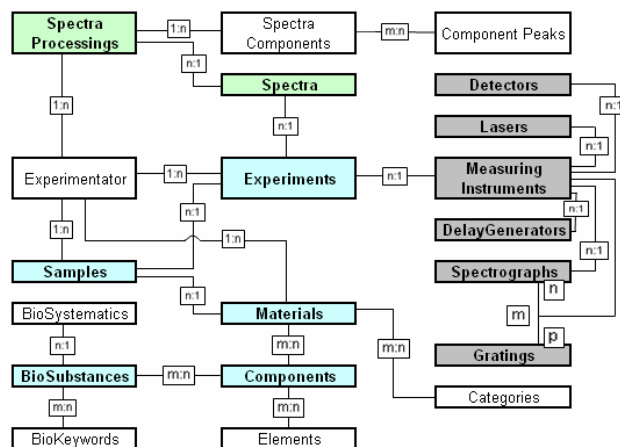 Spectra
Processings
1:n
Spectra
Components
m:n
Component Peaks
n:1
Spectra
Detectors
n:1
1:n
Lasers
n:1
n:1
Experimentator
1:n
Experiments
n:1
Measuring
Instruments
n:1
n:1
1:n
1:n
DelayGenerators
n:1
Samples
Spectrographs
n
n:1
BioSystematics
Materials
m
n:1
m:n
m:n
p
Gratings
BioSubstances
m:n
Components
m:n
m:n
Categories
BioKeywords
Elements